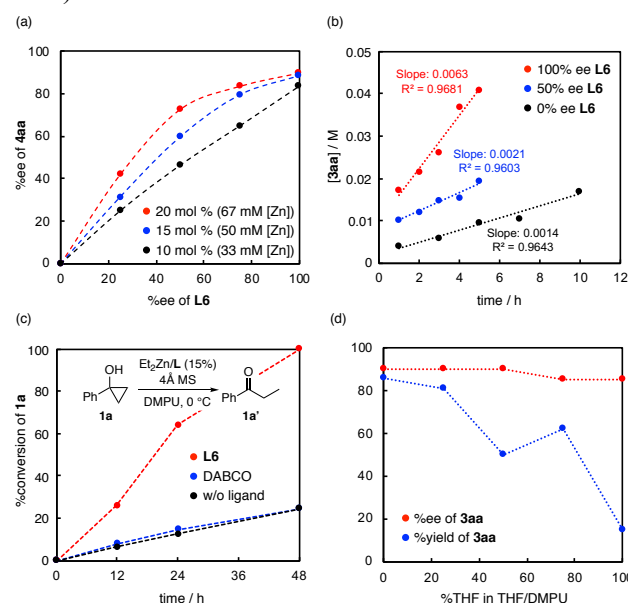 (a)
100
80
60
40
20
0
%ee of 4aa
20 mol % (67 mM [Zn])
15 mol % (50 mM [Zn])
10 mol % (33 mM [Zn])
0 20 40 60 80 100
%ee of L6
(b)
0.05
0.04
0.03
0.02
0.01
0
[3aa] / M
Slope: 0.0063
R² = 0.9681
100% ee L6
50% ee L6
0% ee L6
Slope: 0.0021
R² = 0.9603
Slope: 0.0014
R² = 0.9643
0 2 4 6 8 10 12
time / h
(c)
100
80
60
40
20
0
%conversion of 1a
OH
Ph
1a
Et₂Zn/L (15%)
4Å MS
DMPU, 0 °C
O
Ph
1a'
L6
DABCO
w/o ligand
0 12 24 36 48
time / h
(d)
100
80
60
40
20
0
%ee of 3aa
%yield of 3aa
0 20 40 60 80 100
%THF in THF/DMPU